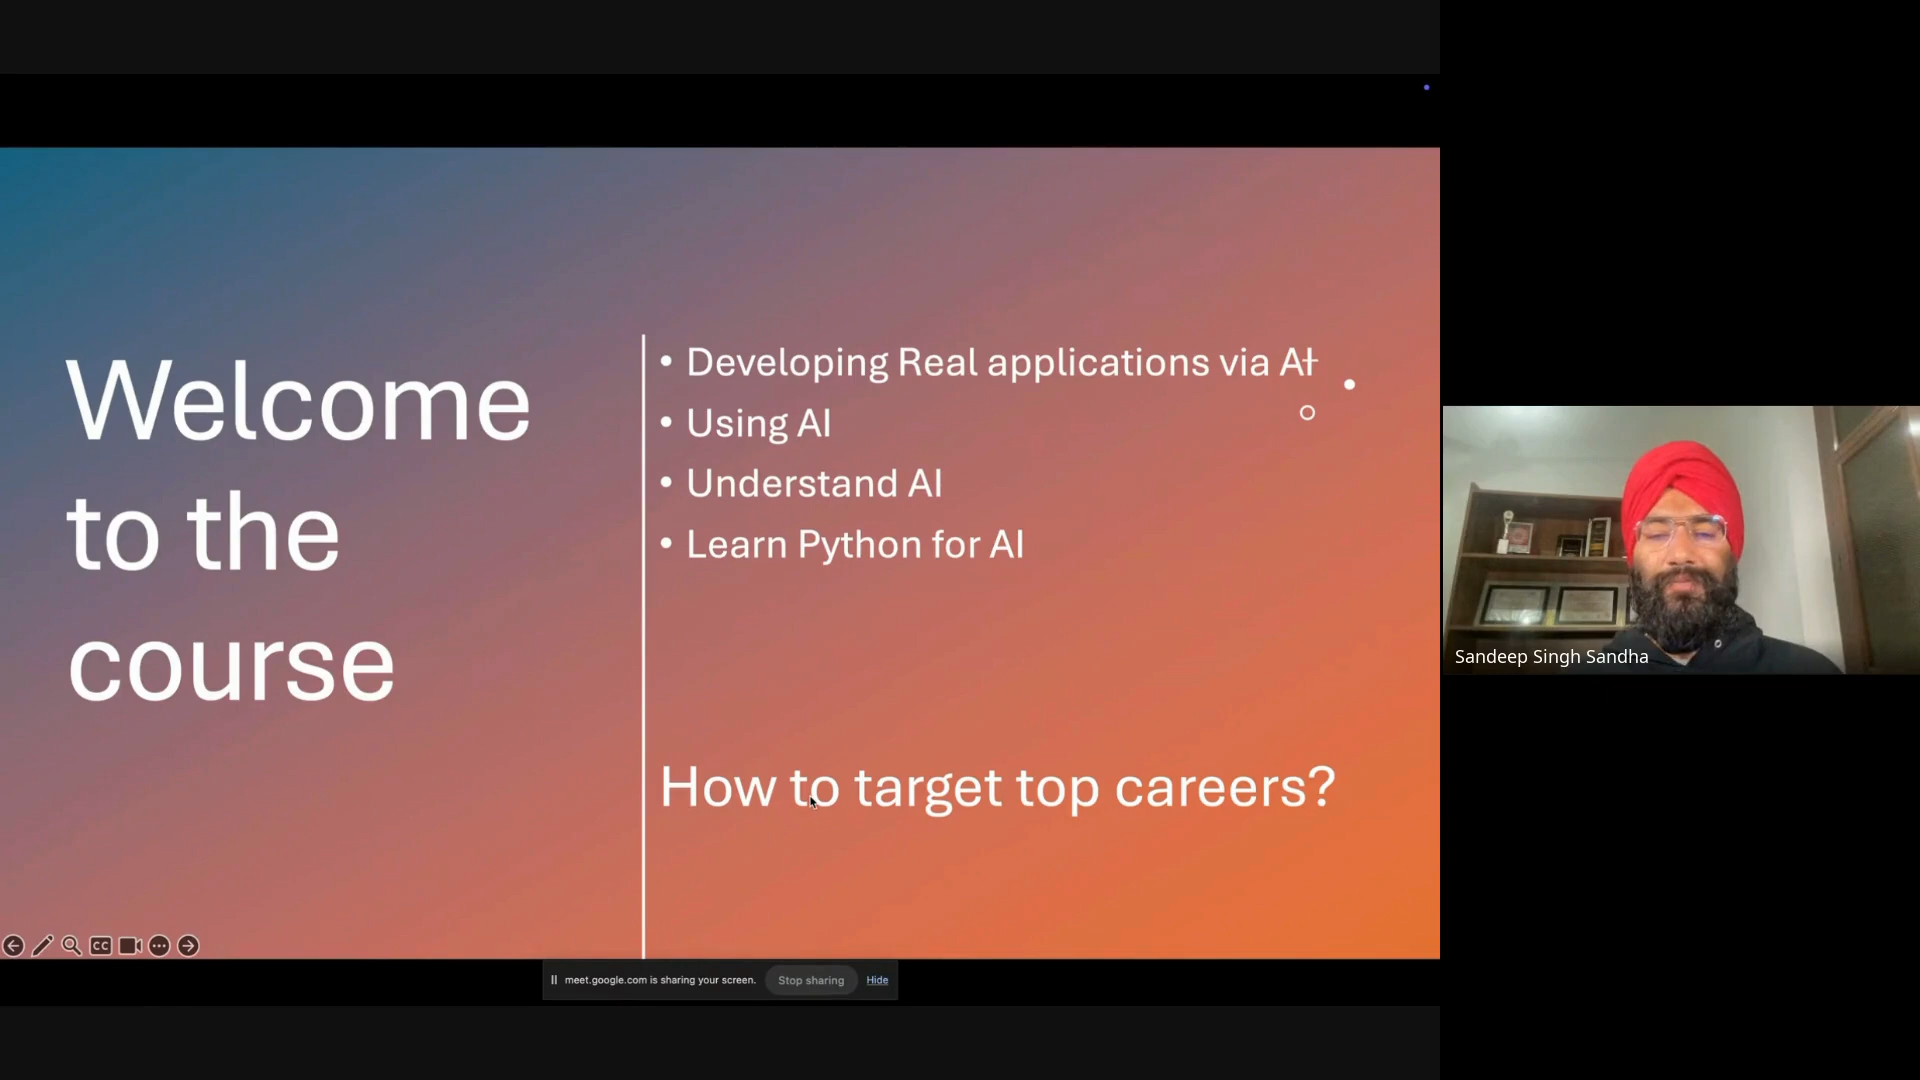 Welcome
to the
course
• Developing Real applications via AI
• Using AI
• Understand AI
• Learn Python for AI
How to target top careers?
CC
meet.google.com is sharing your screen. Stop sharing Hide
Sandeep Singh Sandha